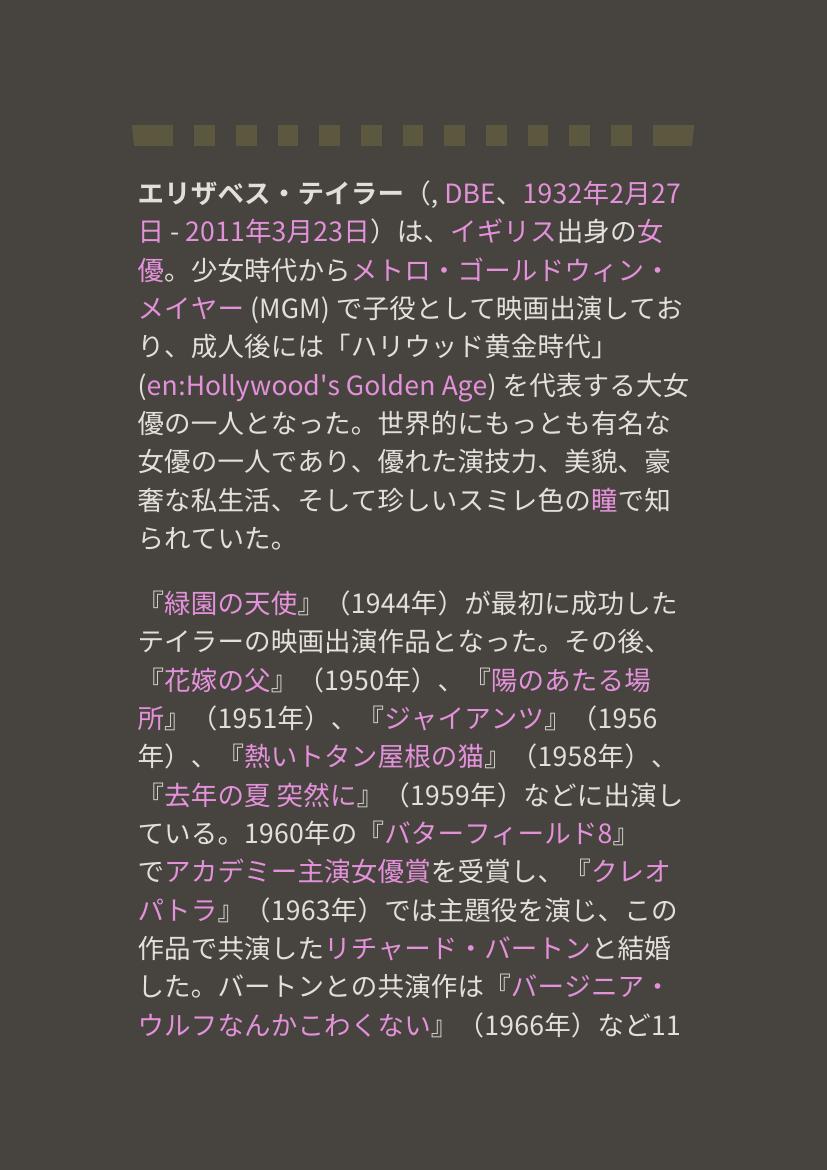 エリザベス・テイラー（, DBE、1932年2月27
日 - 2011年3月23日）は、イギリス出身の女
優。少女時代からメトロ・ゴールドウィン・
メイヤー (MGM) で子役として映画出演してお
り、成人後には「ハリウッド黄金時代」
(en:Hollywood's Golden Age) を代表する大女
優の一人となった。世界的にもっとも有名な
女優の一人であり、優れた演技力、美貌、豪
奢な私生活、そして珍しいスミレ色の瞳で知
られていた。
『緑園の天使』（1944年）が最初に成功した
テイラーの映画出演作品となった。その後、
『花嫁の父』（1950年）、『陽のあたる場
所』（1951年）、『ジャイアンツ』（1956
年）、『熱いトタン屋根の猫』（1958年）、
『去年の夏 突然に』（1959年）などに出演し
ている。1960年の『バターフィールド8』
でアカデミー主演女優賞を受賞し、『クレオ
パトラ』（1963年）では主題役を演じ、この
作品で共演したリチャード・バートンと結婚
した。バートンとの共演作は『バージニア・
ウルフなんかこわくない』（1966年）など11